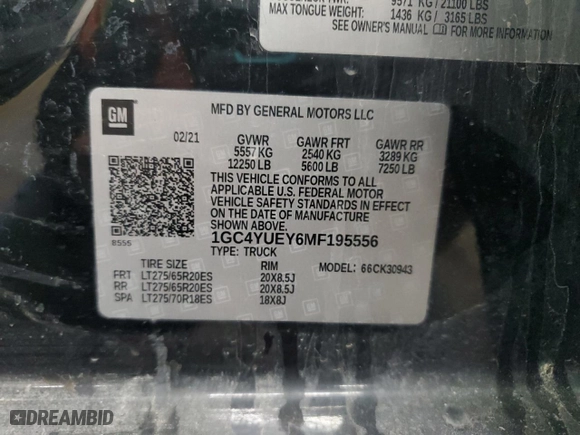 9571 KG / 21100 LBS
MAX TONGUE WEIGHT: 1436 KG / 3165 LBS
SEE OWNER'S MANUAL FOR MORE INFORMATION
GM
MFD BY GENERAL MOTORS LLC
02/21 GVWR GAWR FRT GAWR RR
5557 KG 2540 KG 3289 KG
12250 LB 5600 LB 7250 LB
THIS VEHICLE CONFORMS TO ALL
APPLICABLE U.S. FEDERAL MOTOR
VEHICLE SAFETY STANDARDS IN EFFECT
ON THE DATE OF MANUFACTURE
SHOWN ABOVE.
8555
1GC4YUEY6MF195556
TYPE: TRUCK
TIRE SIZE RIM MODEL: 66CK30943
FRT LT275/65R20ES 20X8.5J
RR LT275/65R20ES 20X8.5J
SPA LT275/70R18ES 18X8J
DREAMBID